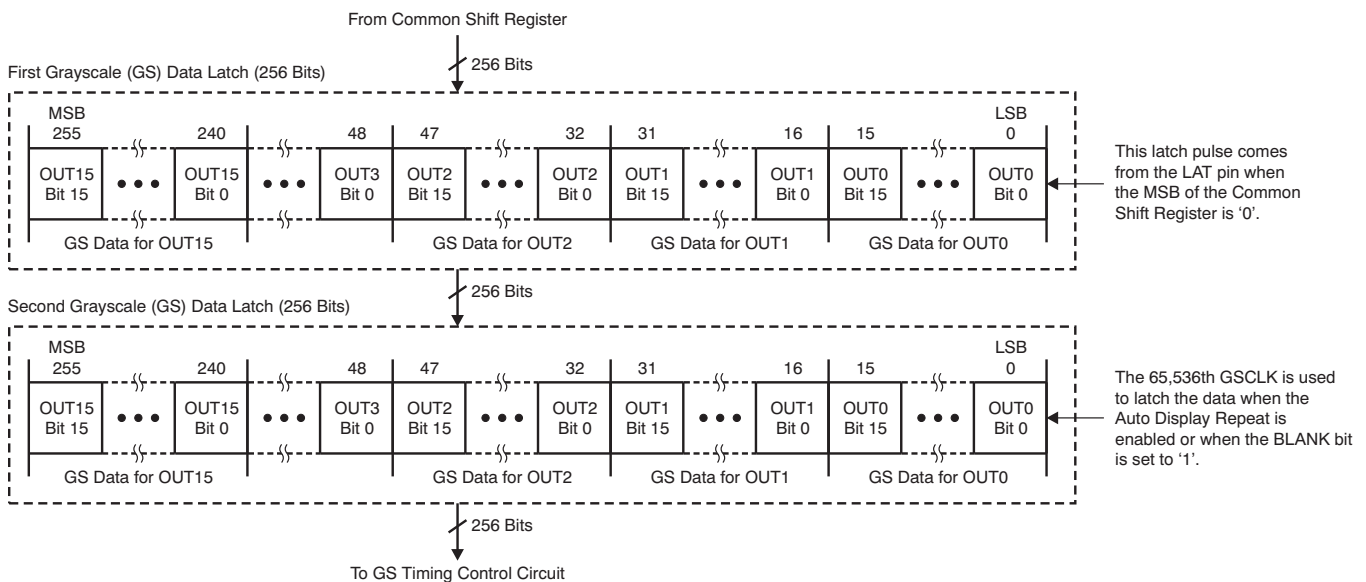 From Common Shift Register
256 Bits
First Grayscale (GS) Data Latch (256 Bits)
MSB LSB
255 240 48 47 32 31 16 15 0
OUT15 OUT15 OUT3 OUT2 OUT2 OUT1 OUT1 OUT0 OUT0
Bit 15 Bit 0 Bit 0 Bit 15 Bit 0 Bit 15 Bit 0 Bit 15 Bit 0
GS Data for OUT15 GS Data for OUT2 GS Data for OUT1 GS Data for OUT0
This latch pulse comes
from the LAT pin when
the MSB of the Common
Shift Register is ‘0’.
256 Bits
Second Grayscale (GS) Data Latch (256 Bits)
MSB LSB
255 240 48 47 32 31 16 15 0
OUT15 OUT15 OUT3 OUT2 OUT2 OUT1 OUT1 OUT0 OUT0
Bit 15 Bit 0 Bit 0 Bit 15 Bit 0 Bit 15 Bit 0 Bit 15 Bit 0
GS Data for OUT15 GS Data for OUT2 GS Data for OUT1 GS Data for OUT0
The 65,536th GSCLK is used
to latch the data when the
Auto Display Repeat is
enabled or when the BLANK bit
is set to ‘1’.
256 Bits
To GS Timing Control Circuit